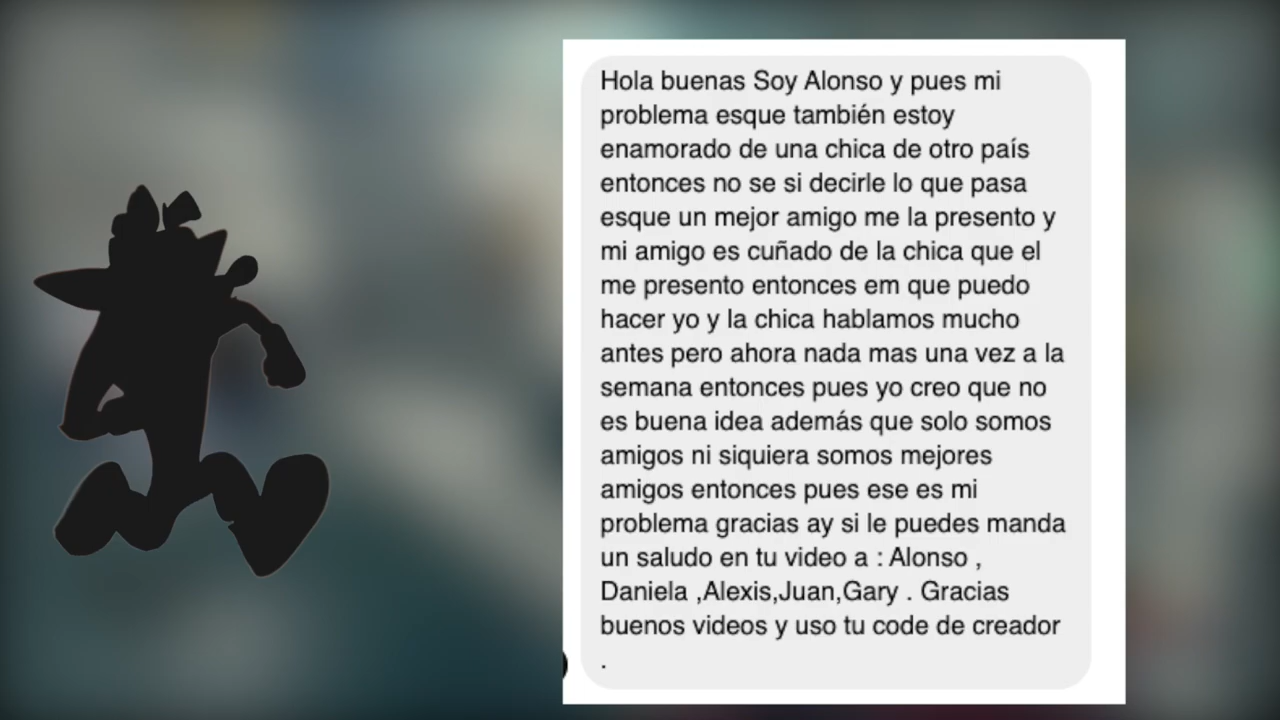 Hola buenas Soy Alonso y pues mi
problema esque también estoy
enamorado de una chica de otro país
entonces no se si decirle lo que pasa
esque un mejor amigo me la presento y
mi amigo es cuñado de la chica que el
me presento entonces em que puedo
hacer yo y la chica hablamos mucho
antes pero ahora nada mas una vez a la
semana entonces pues yo creo que no
es buena idea además que solo somos
amigos ni siquiera somos mejores
amigos entonces pues ese es mi
problema gracias ay si le puedes manda
un saludo en tu video a : Alonso ,
Daniela ,Alexis,Juan,Gary . Gracias
buenos videos y uso tu code de creador
.